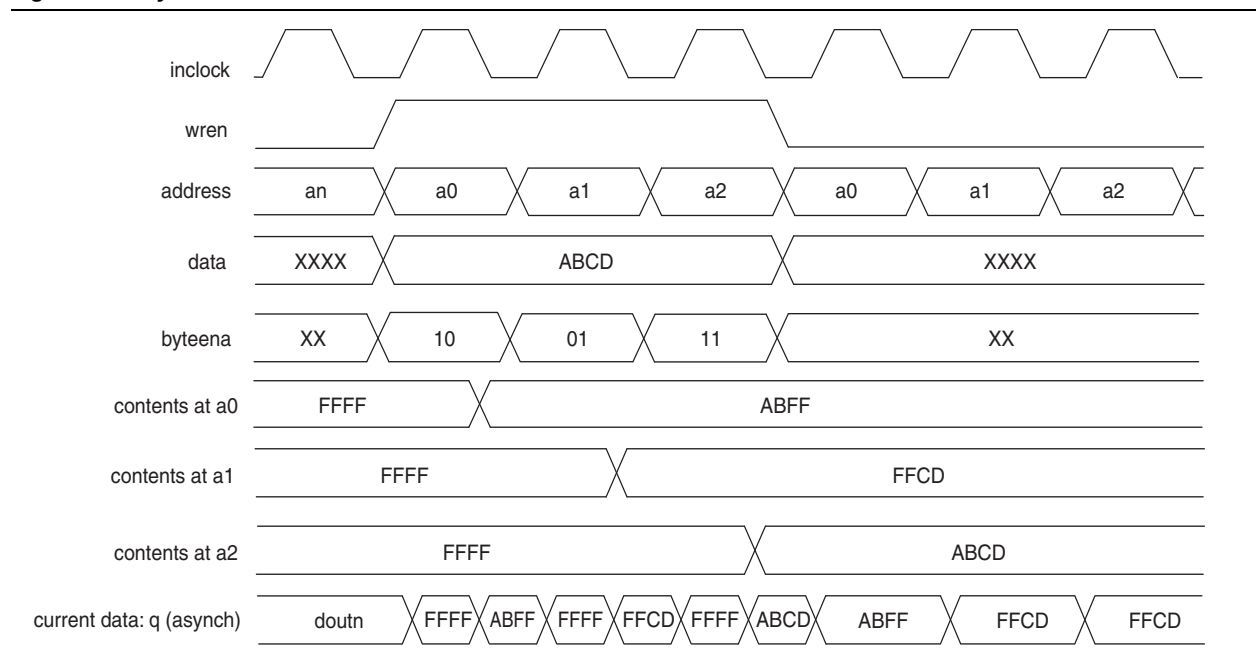 inclock
wren
address an a0 a1 a2 a0 a1 a2
data XXXX ABCD XXXX
byteena XX 10 01 11 XX
contents at a0 FFFF ABFF
contents at a1 FFFF FFCD
contents at a2 FFFF ABCD
current data: q (asynch) doutn FFFF ABFF FFFF FFCD FFFF ABCD ABFF FFCD FFCD